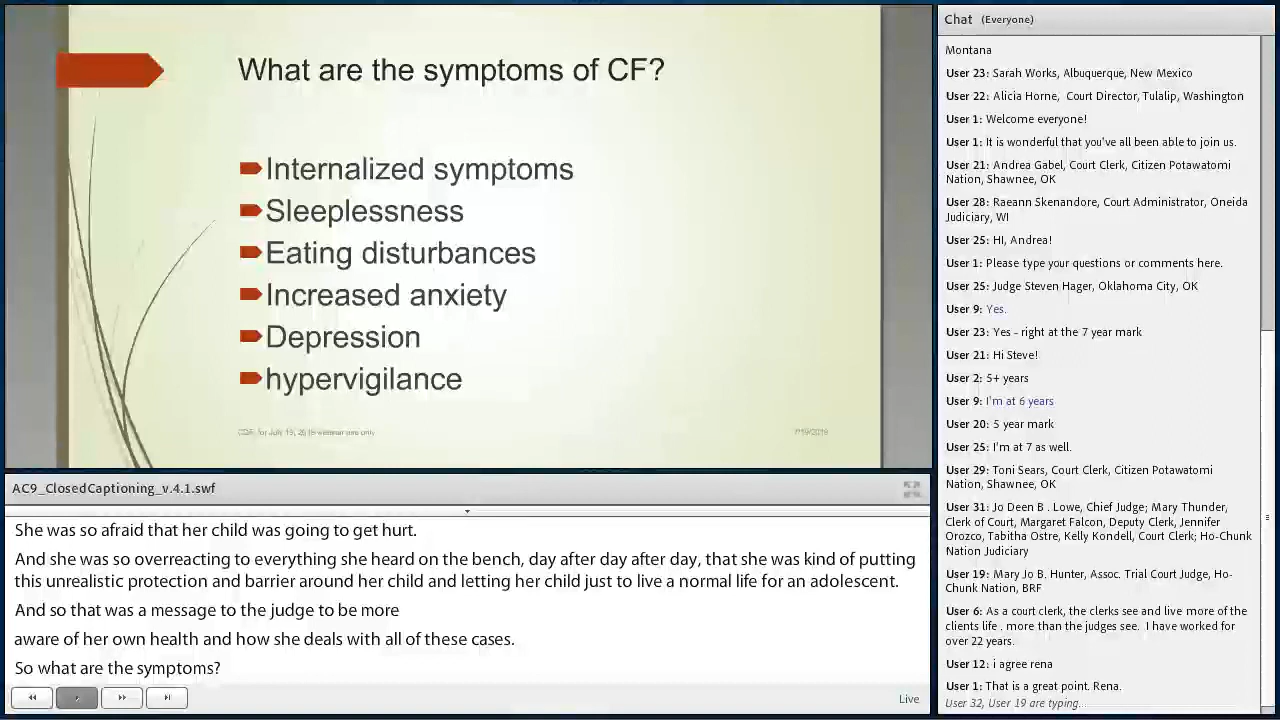 What are the symptoms of CF?
Internalized symptoms
Sleeplessness
Eating disturbances
Increased anxiety
Depression
hypervigilance
7/19/2019
AC9_ClosedCaptioning_v.4.1.swf
She was so afraid that her child was going to get hurt.
And she was so overreacting to everything she heard on the bench, day after day after day, that she was kind of putting
this unrealistic protection and barrier around her child and letting her child just to live a normal life for an adolescent.
And so that was a message to the judge to be more
aware of her own health and how she deals with all of these cases.
So what are the symptoms?
Live
Chat (Everyone)
Montana
User 23: Sarah Works, Albuquerque, New Mexico
User 22: Alicia Horne, Court Director, Tulalip, Washington
User 1: Welcome everyone!
User 1: It is wonderful that you've all been able to join us.
User 21: Andrea Gabel, Court Clerk, Citizen Potawatomi
Nation, Shawnee, OK
User 28: Raeann Skenandore, Court Administrator, Oneida
Judiciary, WI
User 25: HI, Andrea!
User 1: Please type your questions or comments here.
User 25: Judge Steven Hager, Oklahoma City, OK
User 9: Yes.
User 23: Yes - right at the 7 year mark
User 21: Hi Steve!
User 2: 5+ years
User 9: I'm at 6 years
User 20: 5 year mark
User 25: I'm at 7 as well.
User 29: Toni Sears, Court Clerk, Citizen Potawatomi
Nation, Shawnee, OK
User 31: Jo Deen B . Lowe, Chief Judge; Mary Thunder,
Clerk of Court, Margaret Falcon, Deputy Clerk, Jennifer
Orozco, Tabitha Ostre, Kelly Kondell, Court Clerk; Ho-Chunk
Nation Judiciary
User 19: Mary Jo B. Hunter, Assoc. Trial Court Judge, Ho-
Chunk Nation, BRF
User 6: As a court clerk, the clerks see and live more of the
clients life . more than the judges see. I have worked for
over 22 years.
User 12: i agree rena
User 1: That is a great point. Rena.
User 32, User 19 are typing...